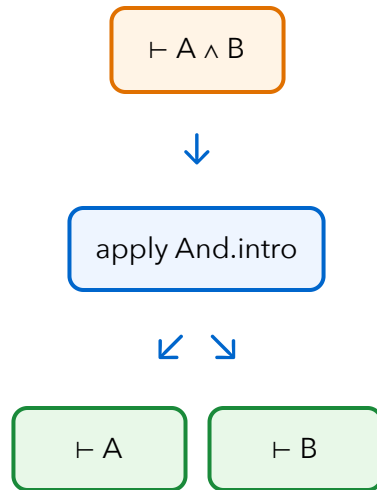 ⊢ A ∧ B
apply And.intro
⊢ A
⊢ B